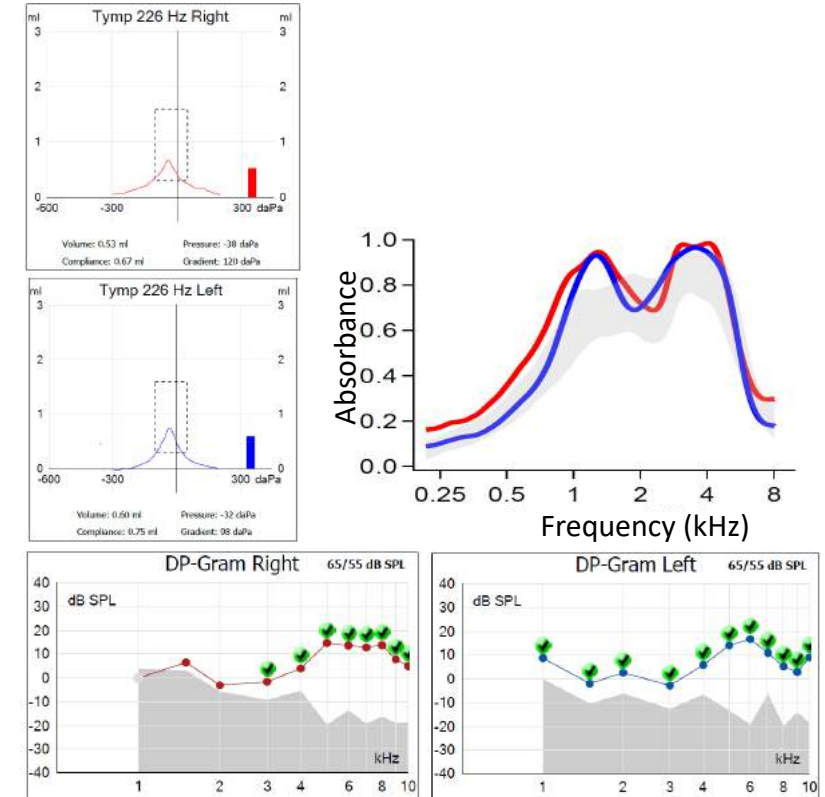 Tymp 226 Hz Right
ml
ml
3
3
2
2
1
1
0
0
-600
-300
300 daPa
Volume: 0.53 ml
Pressure: -38 daPa
Compliance: 0.67 ml
Gradient: 120 daPa
Tymp 226 Hz Left
ml
ml
3
3
2
2
1
1
0
0
-600
-300
300 daPa
Volume: 0.60 ml
Pressure: -32 daPa
Compliance: 0.75 ml
Gradient: 98 daPa
Absorbance
1.0
0.8
0.6
0.4
0.2
0.0
0.25 0.5 1 2 4 8
Frequency (kHz)
DP-Gram Right 65/55 dB SPL
dB SPL
40
30
20
10
0
-10
-20
-30
-40
kHz
1 2 3 4 6 8 10
DP-Gram Left 65/55 dB SPL
dB SPL
40
30
20
10
0
-10
-20
-30
-40
kHz
1 2 3 4 6 8 10